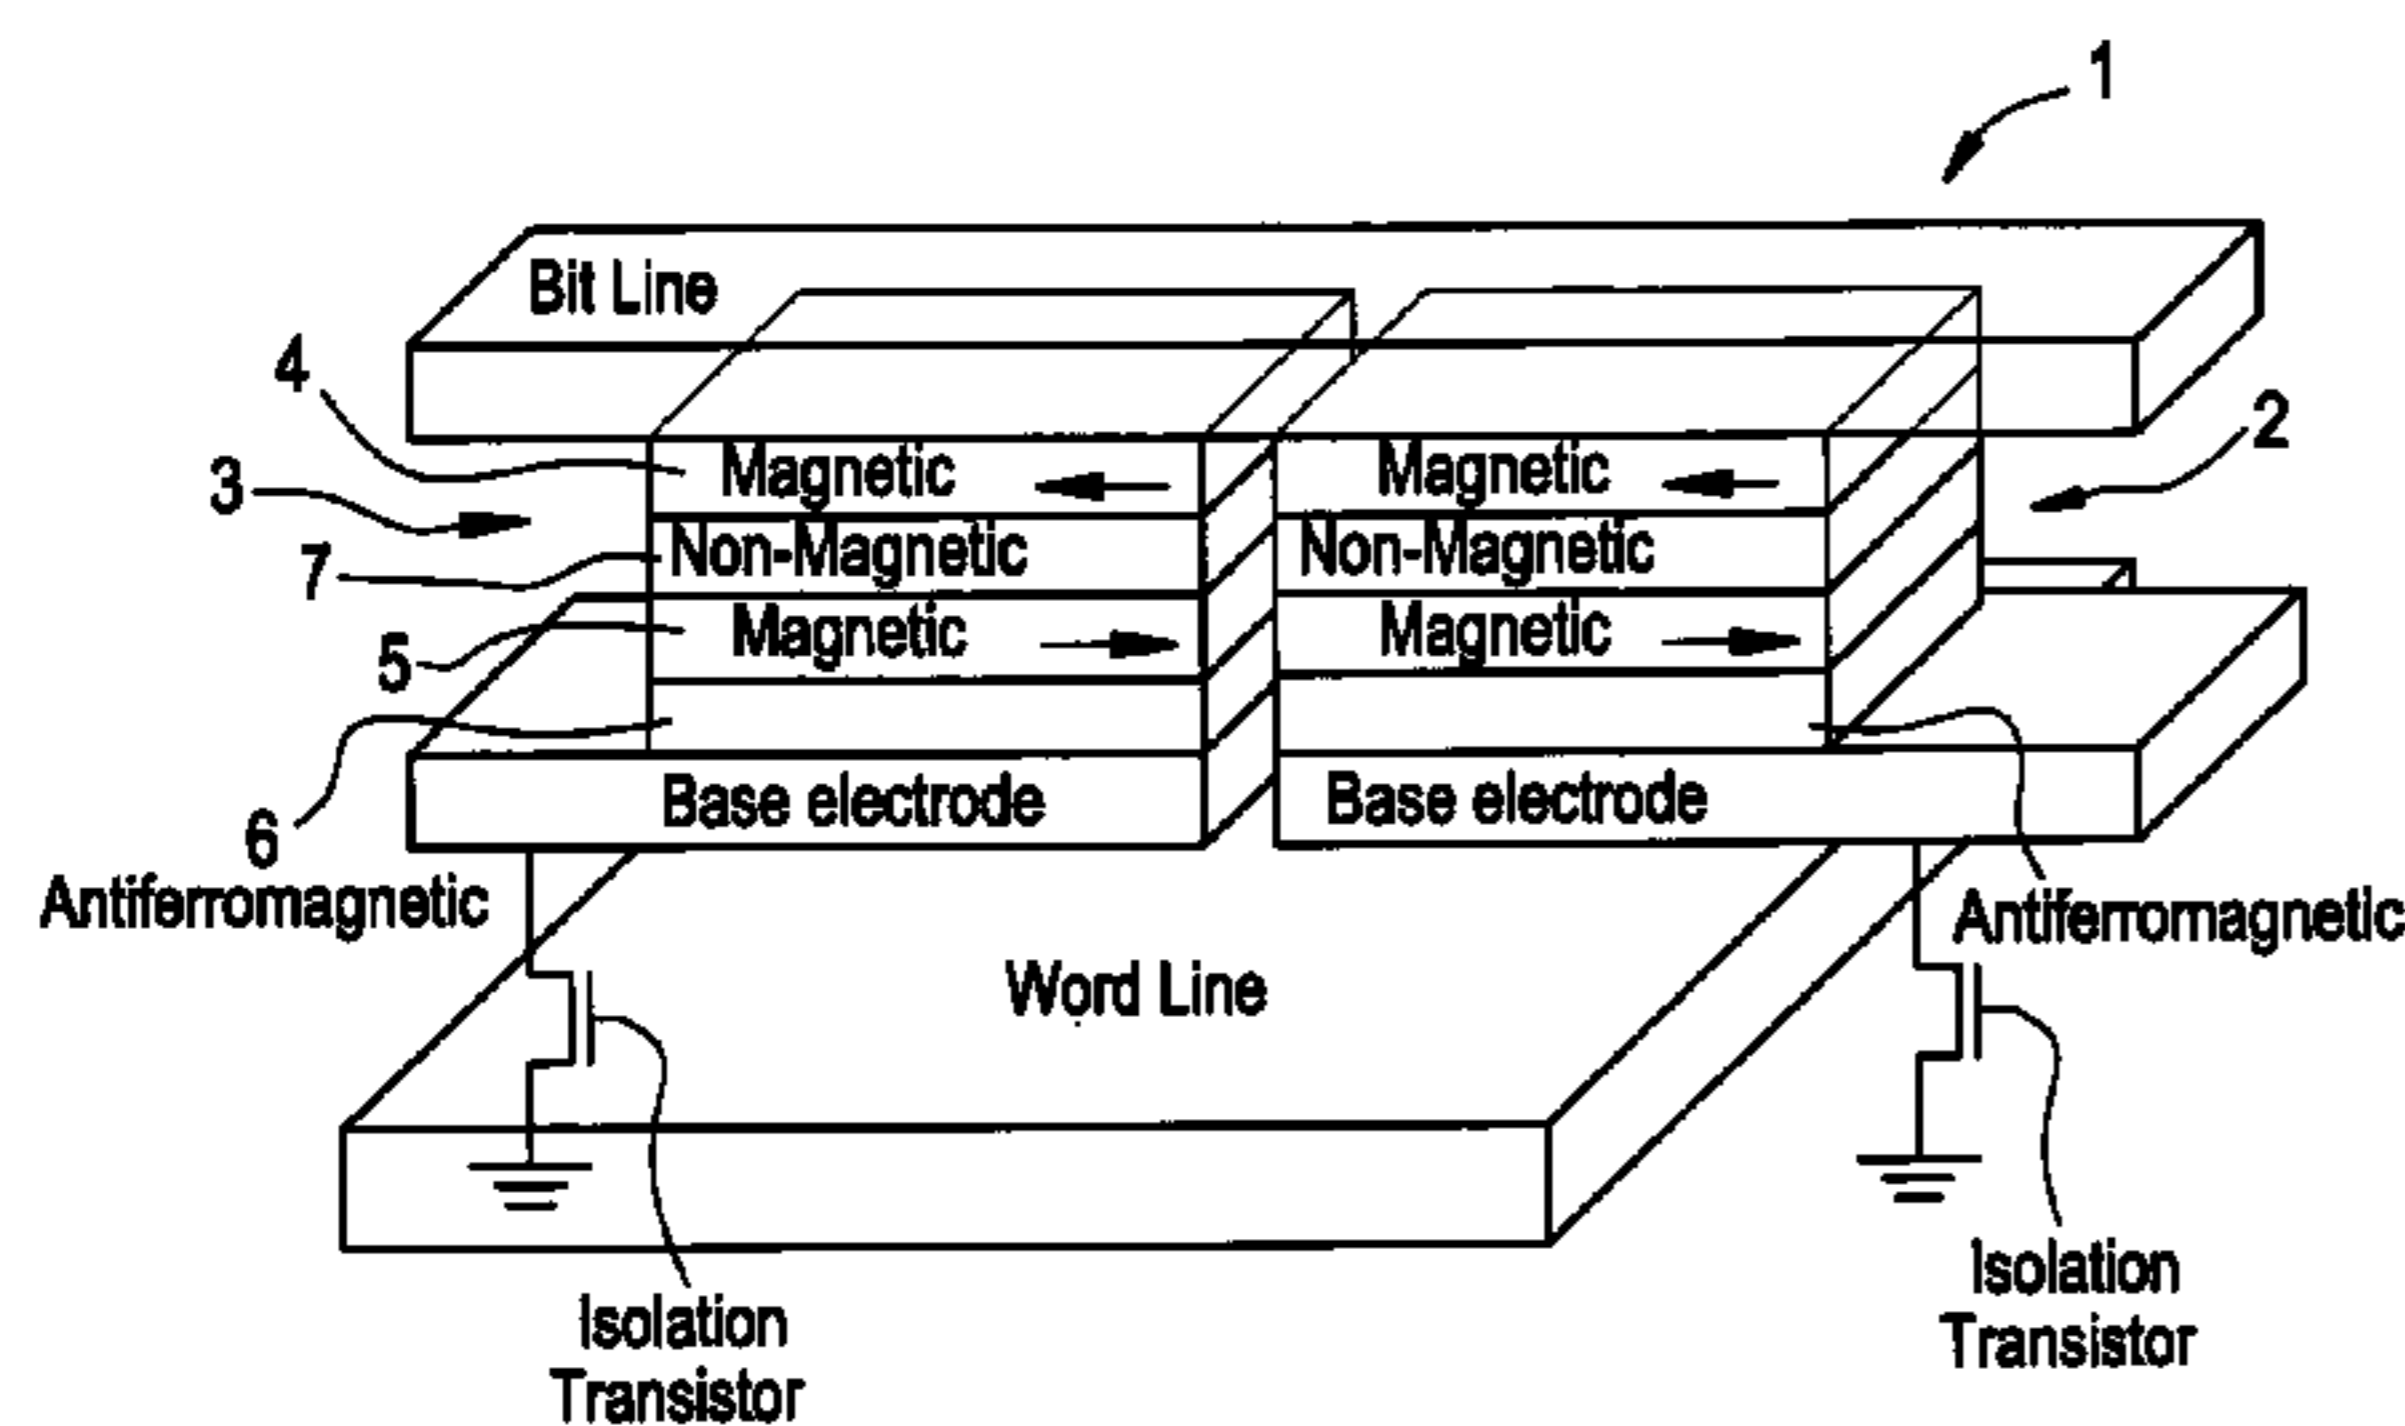 1
Bit Line
4
2
Magnetic
Magnetic
3
Non-Magnetic
Non-Magnetic
7
Magnetic
Magnetic
5
Base electrode
Base electrode
6
Antiferromagnetic
Antiferromagnetic
Word Line
Isolation
Transistor
Isolation
Transistor